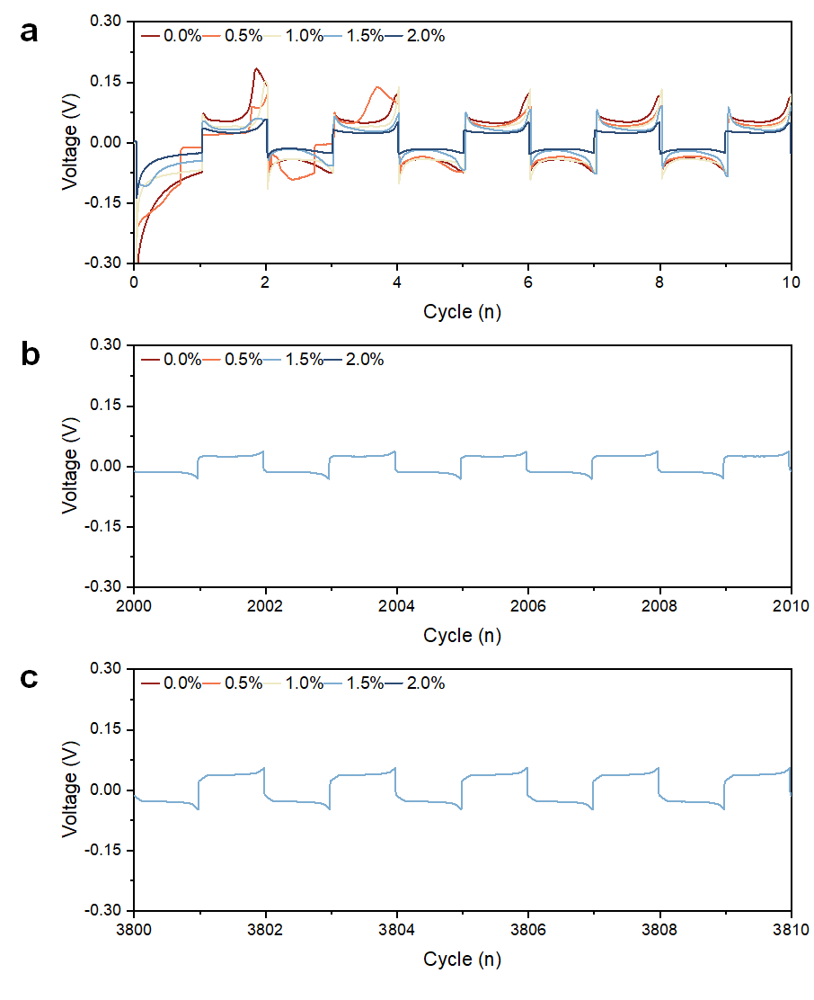 a
0.30
0.15
0.00
-0.15
-0.30
Voltage (V)
0.0% 0.5% 1.0% 1.5% 2.0%
0 2 4 6 8 10
Cycle (n)
b
0.30
0.15
0.00
-0.15
-0.30
Voltage (V)
0.0% 0.5% 1.5% 2.0%
2000 2002 2004 2006 2008 2010
Cycle (n)
c
0.30
0.15
0.00
-0.15
-0.30
Voltage (V)
0.0% 0.5% 1.0% 1.5% 2.0%
3800 3802 3804 3806 3808 3810
Cycle (n)